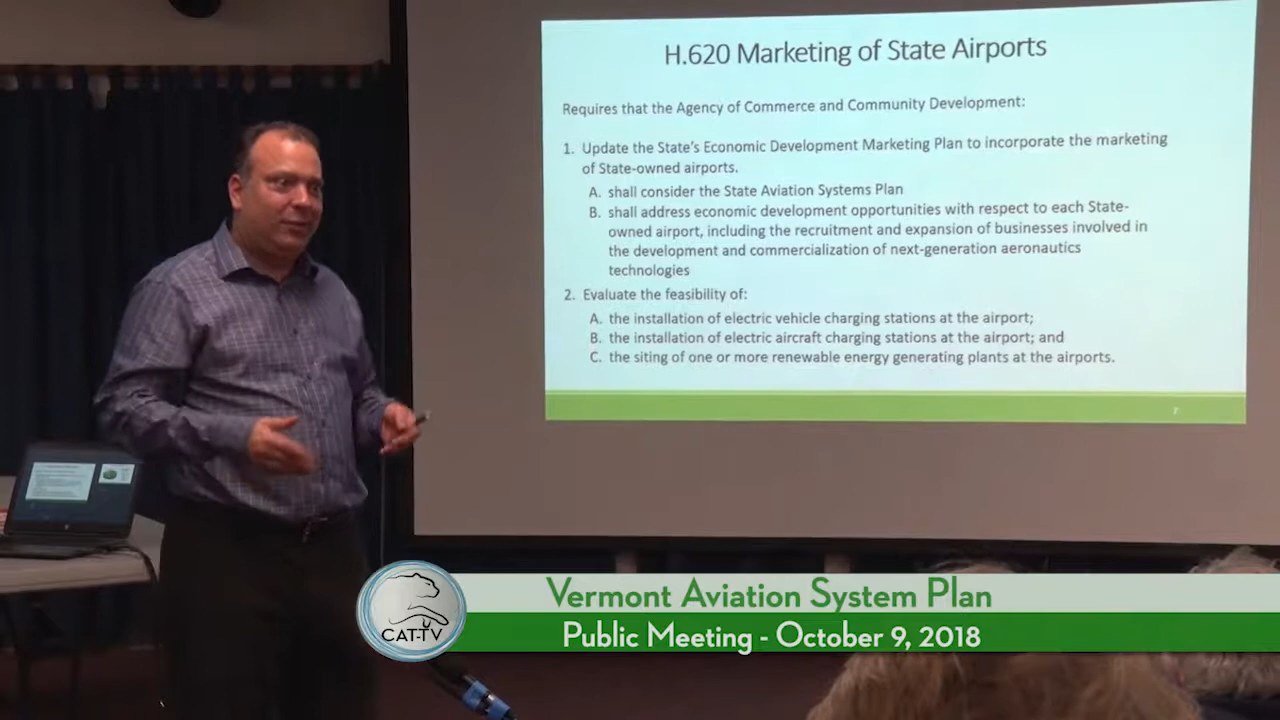 H.620 Marketing of State Airports
Requires that the Agency of Commerce and Community Development:
1. Update the State's Economic Development Marketing Plan to incorporate the marketing
of State-owned airports.
A. shall consider the State Aviation Systems Plan
B. shall address economic development opportunities with respect to each State-
owned airport, including the recruitment and expansion of businesses involved in
the development and commercialization of next-generation aeronautics
technologies
2. Evaluate the feasibility of:
A. the installation of electric vehicle charging stations at the airport;
B. the installation of electric aircraft charging stations at the airport; and
C. the siting of one or more renewable energy generating plants at the airports.
CAT-TV
Vermont Aviation System Plan
Public Meeting - October 9, 2018